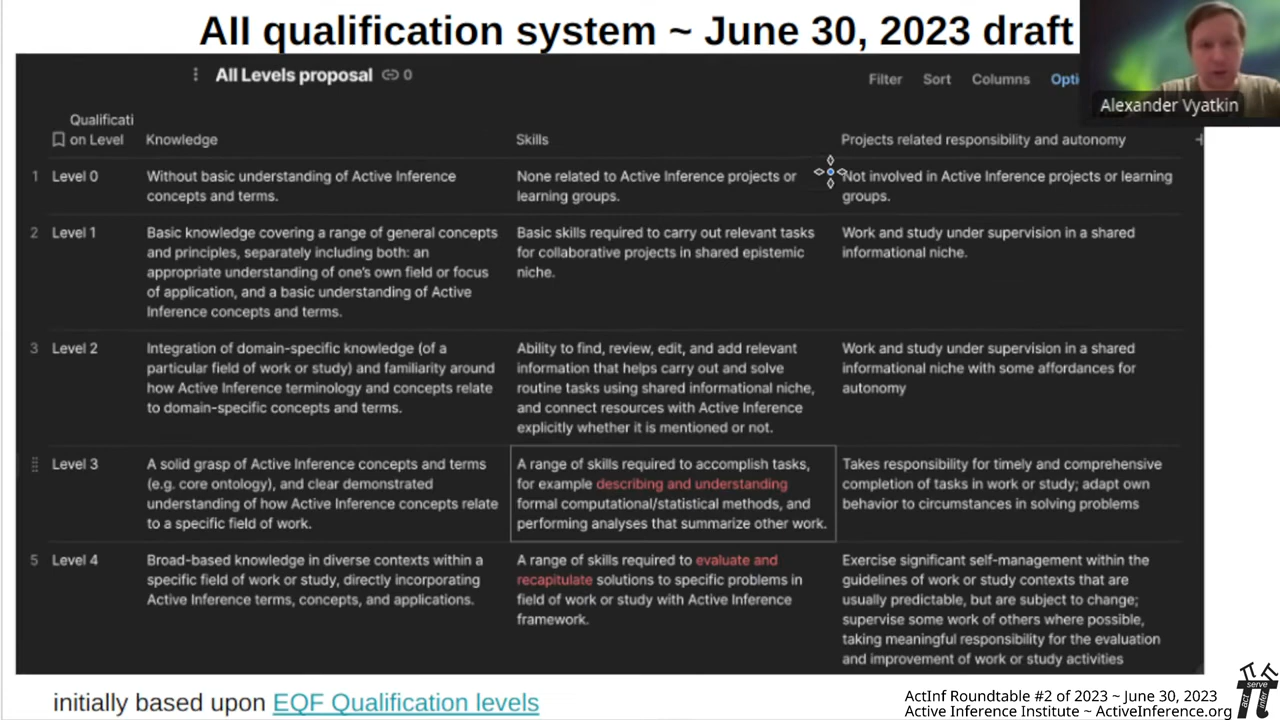 All qualification system ~ June 30, 2023 draft
Alexander Vyatkin
All Levels proposal 0
Filter Sort Columns Opti
Qualificati
on Level Knowledge Skills Projects related responsibility and autonomy +
1 Level 0
Without basic understanding of Active Inference
concepts and terms.
None related to Active Inference projects or
learning groups.
Not involved in Active Inference projects or learning
groups.
2 Level 1
Basic knowledge covering a range of general concepts
and principles, separately including both: an
appropriate understanding of one's own field or focus
of application, and a basic understanding of Active
Inference concepts and terms.
Basic skills required to carry out relevant tasks
for collaborative projects in shared epistemic
niche.
Work and study under supervision in a shared
informational niche.
3 Level 2
Integration of domain-specific knowledge (of a
particular field of work or study) and familiarity around
how Active Inference terminology and concepts relate
to domain-specific concepts and terms.
Ability to find, review, edit, and add relevant
information that helps carry out and solve
routine tasks using shared informational niche,
and connect resources with Active Inference
explicitly whether it is mentioned or not.
Work and study under supervision in a shared
informational niche with some affordances for
autonomy
Level 3
A solid grasp of Active Inference concepts and terms
(e.g. core ontology), and clear demonstrated
understanding of how Active Inference concepts relate
to a specific field of work.
A range of skills required to accomplish tasks,
for example describing and understanding
formal computational/statistical methods, and
performing analyses that summarize other work.
Takes responsibility for timely and comprehensive
completion of tasks in work or study; adapt own
behavior to circumstances in solving problems
5 Level 4
Broad-based knowledge in diverse contexts within a
specific field of work or study, directly incorporating
Active Inference terms, concepts, and applications.
A range of skills required to evaluate and
recapitulate solutions to specific problems in
field of work or study with Active Inference
framework.
Exercise significant self-management within the
guidelines of work or study contexts that are
usually predictable, but are subject to change;
supervise some work of others where possible,
taking meaningful responsibility for the evaluation
and improvement of work or study activities
initially based upon EQF Qualification levels
ActInf Roundtable #2 of 2023 ~ June 30, 2023
Active Inference Institute ~ ActiveInference.org
serve
act
infer